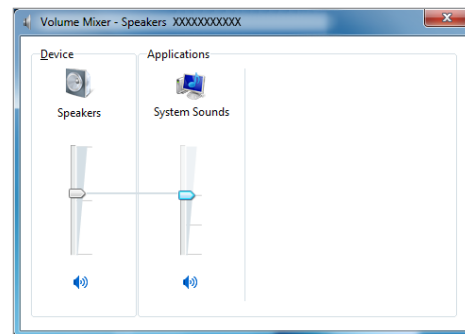 Volume Mixer - Speakers XXXXXXXXXXX
Device
Applications
Speakers
System Sounds